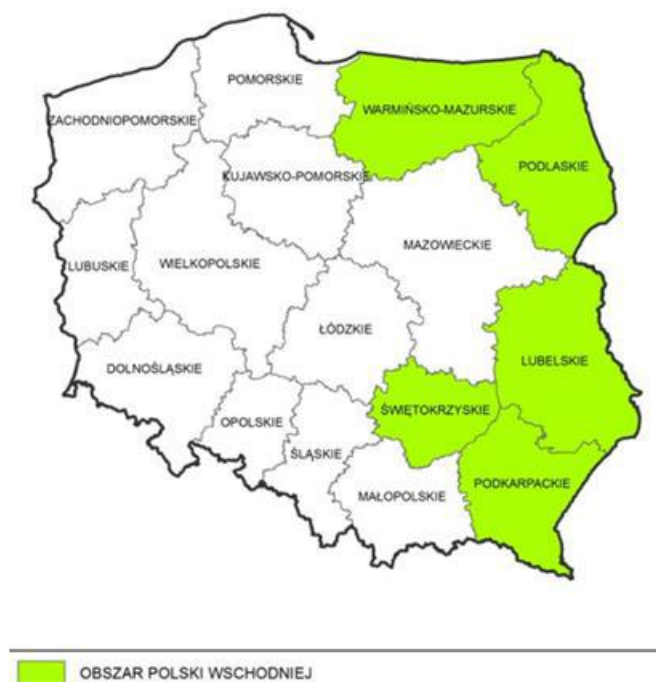 POMORSKIE
WARMIŃSKO-MAZURSKIE
ZACHODNIOPOMORSKIE
PODLASKIE
KUJAWSKO-POMORSKIE
MAZOWIECKIE
LUBUSKIE
WIELKOPOLSKIE
ŁÓDZKIE
LUBELSKIE
DOLNOŚLĄSKIE
ŚWIĘTOKRZYSKIE
OPOLSKIE
ŚLĄSKIE
PODKARPACKIE
MAŁOPOLSKIE
OBSZAR POLSKI WSCHODNIEJ